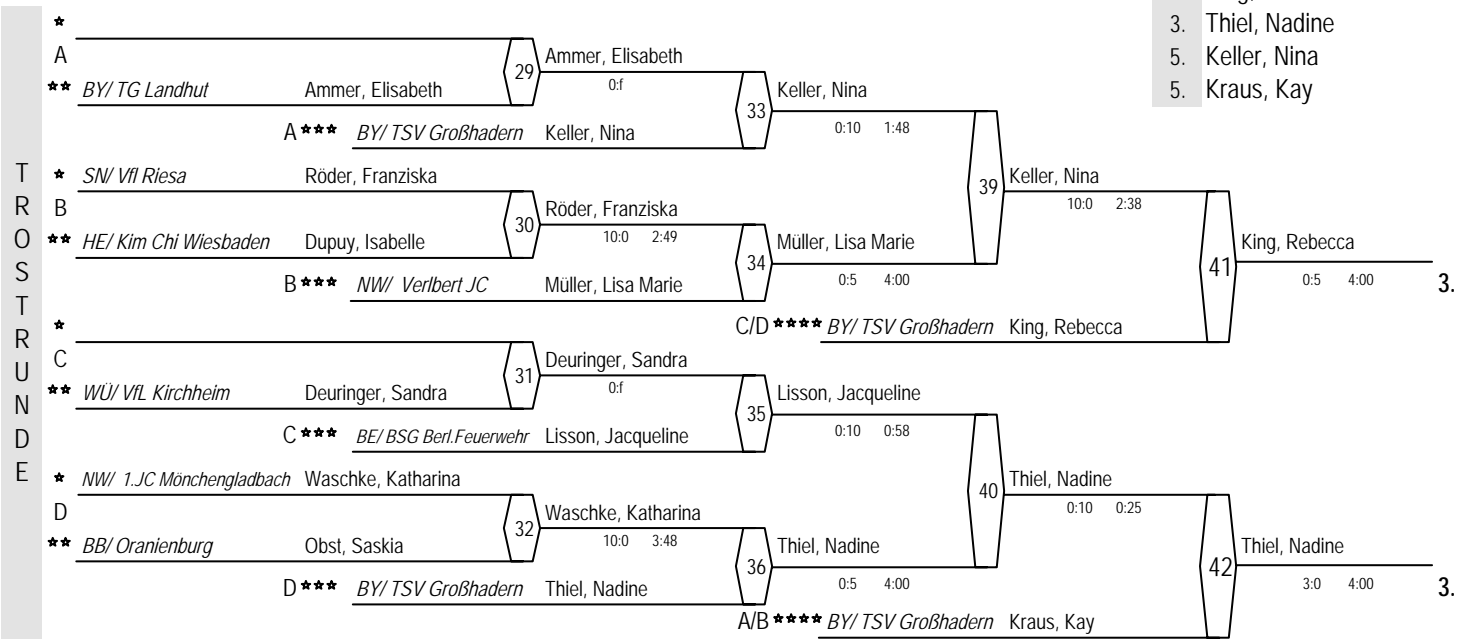 3. Thiel, Nadine
5. Keller, Nina
5. Kraus, Kay
TROSTRUNDE
*
A
** BY/ TG Landhut Ammer, Elisabeth
29
Ammer, Elisabeth
0:f
A *** BY/ TSV Großhadern Keller, Nina
33
Keller, Nina
0:10 1:48
* SN/ Vfl Riesa Röder, Franziska
B
** HE/ Kim Chi Wiesbaden Dupuy, Isabelle
30
Röder, Franziska
10:0 2:49
B *** NW/ Verlbert JC Müller, Lisa Marie
34
Müller, Lisa Marie
0:5 4:00
39
Keller, Nina
10:0 2:38
C/D **** BY/ TSV Großhadern King, Rebecca
41
King, Rebecca
0:5 4:00
3.
*
C
** WÜ/ VfL Kirchheim Deuringer, Sandra
31
Deuringer, Sandra
0:f
C *** BE/ BSG Berl.Feuerwehr Lisson, Jacqueline
35
Lisson, Jacqueline
0:10 0:58
* NW/ 1.JC Mönchengladbach Waschke, Katharina
D
** BB/ Oranienburg Obst, Saskia
32
Waschke, Katharina
10:0 3:48
D *** BY/ TSV Großhadern Thiel, Nadine
36
Thiel, Nadine
0:5 4:00
40
Thiel, Nadine
0:10 0:25
A/B **** BY/ TSV Großhadern Kraus, Kay
42
Thiel, Nadine
3:0 4:00
3.